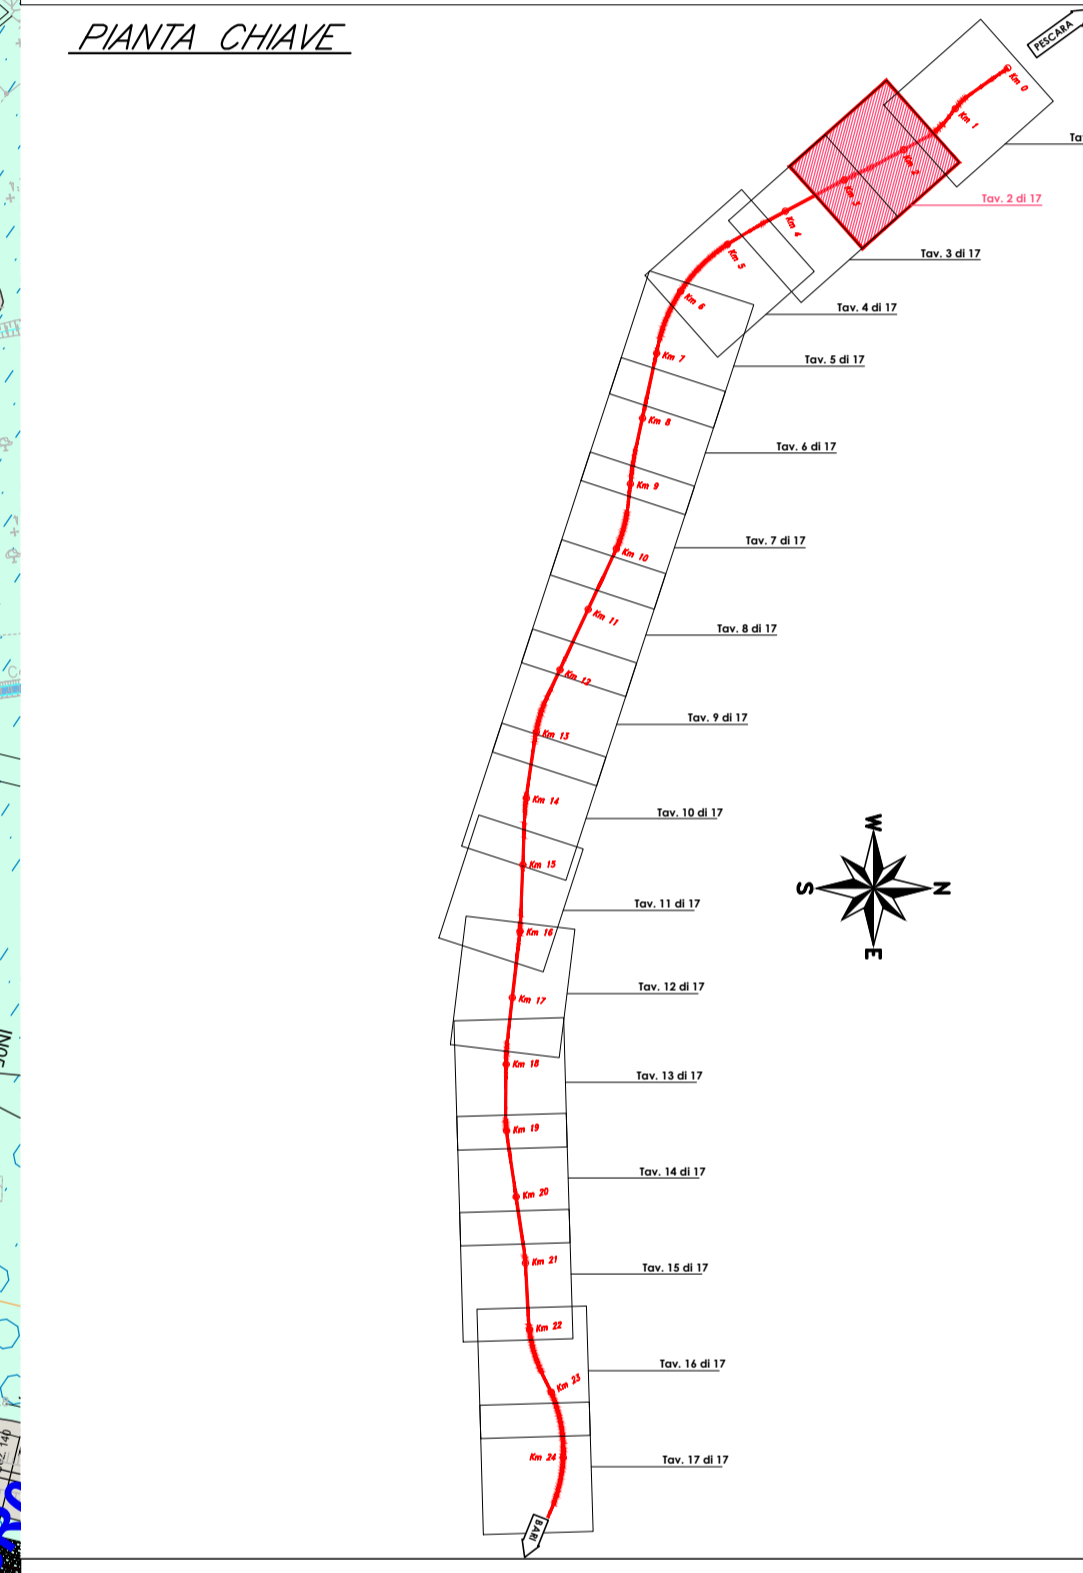 PIANTA CHIAVE
PESCARA
Km 0
Km 1
Ta
Km 2
Km 3
Tav. 2 di 17
Km 4
Tav. 3 di 17
Km 5
Km 6
Tav. 4 di 17
Km 7
Tav. 5 di 17
Km 8
Tav. 6 di 17
Km 9
Km 10
Tav. 7 di 17
Km 11
Tav. 8 di 17
Km 12
Tav. 9 di 17
Km 13
Km 14
Tav. 10 di 17
W
S
N
E
Km 15
Tav. 11 di 17
Km 16
Tav. 12 di 17
Km 17
Km 18
Tav. 13 di 17
Km 19
Tav. 14 di 17
Km 20
Km 21
Tav. 15 di 17
Km 22
Tav. 16 di 17
Km 23
Km 24
Tav. 17 di 17
BARI